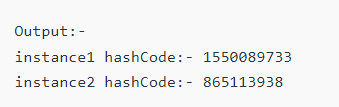 Output:-
instance1 hashCode:- 1550089733
instance2 hashCode:- 865113938